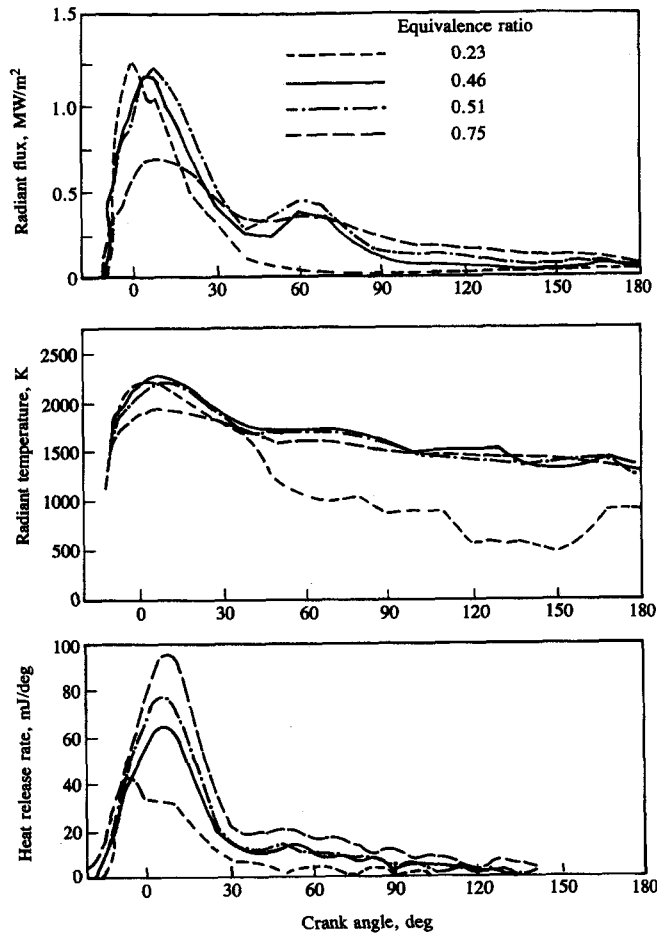 Equivalence ratio
0.23
0.46
0.51
0.75
Radiant flux, MW/m²
1.5
1.0
0.5
0
0 30 60 90 120 150 180
Radiant temperature, K
2500
2000
1500
1000
500
0
0 30 60 90 120 150 180
Heat release rate, mJ/deg
100
80
60
40
20
0
0 30 60 90 120 150 180
Crank angle, deg